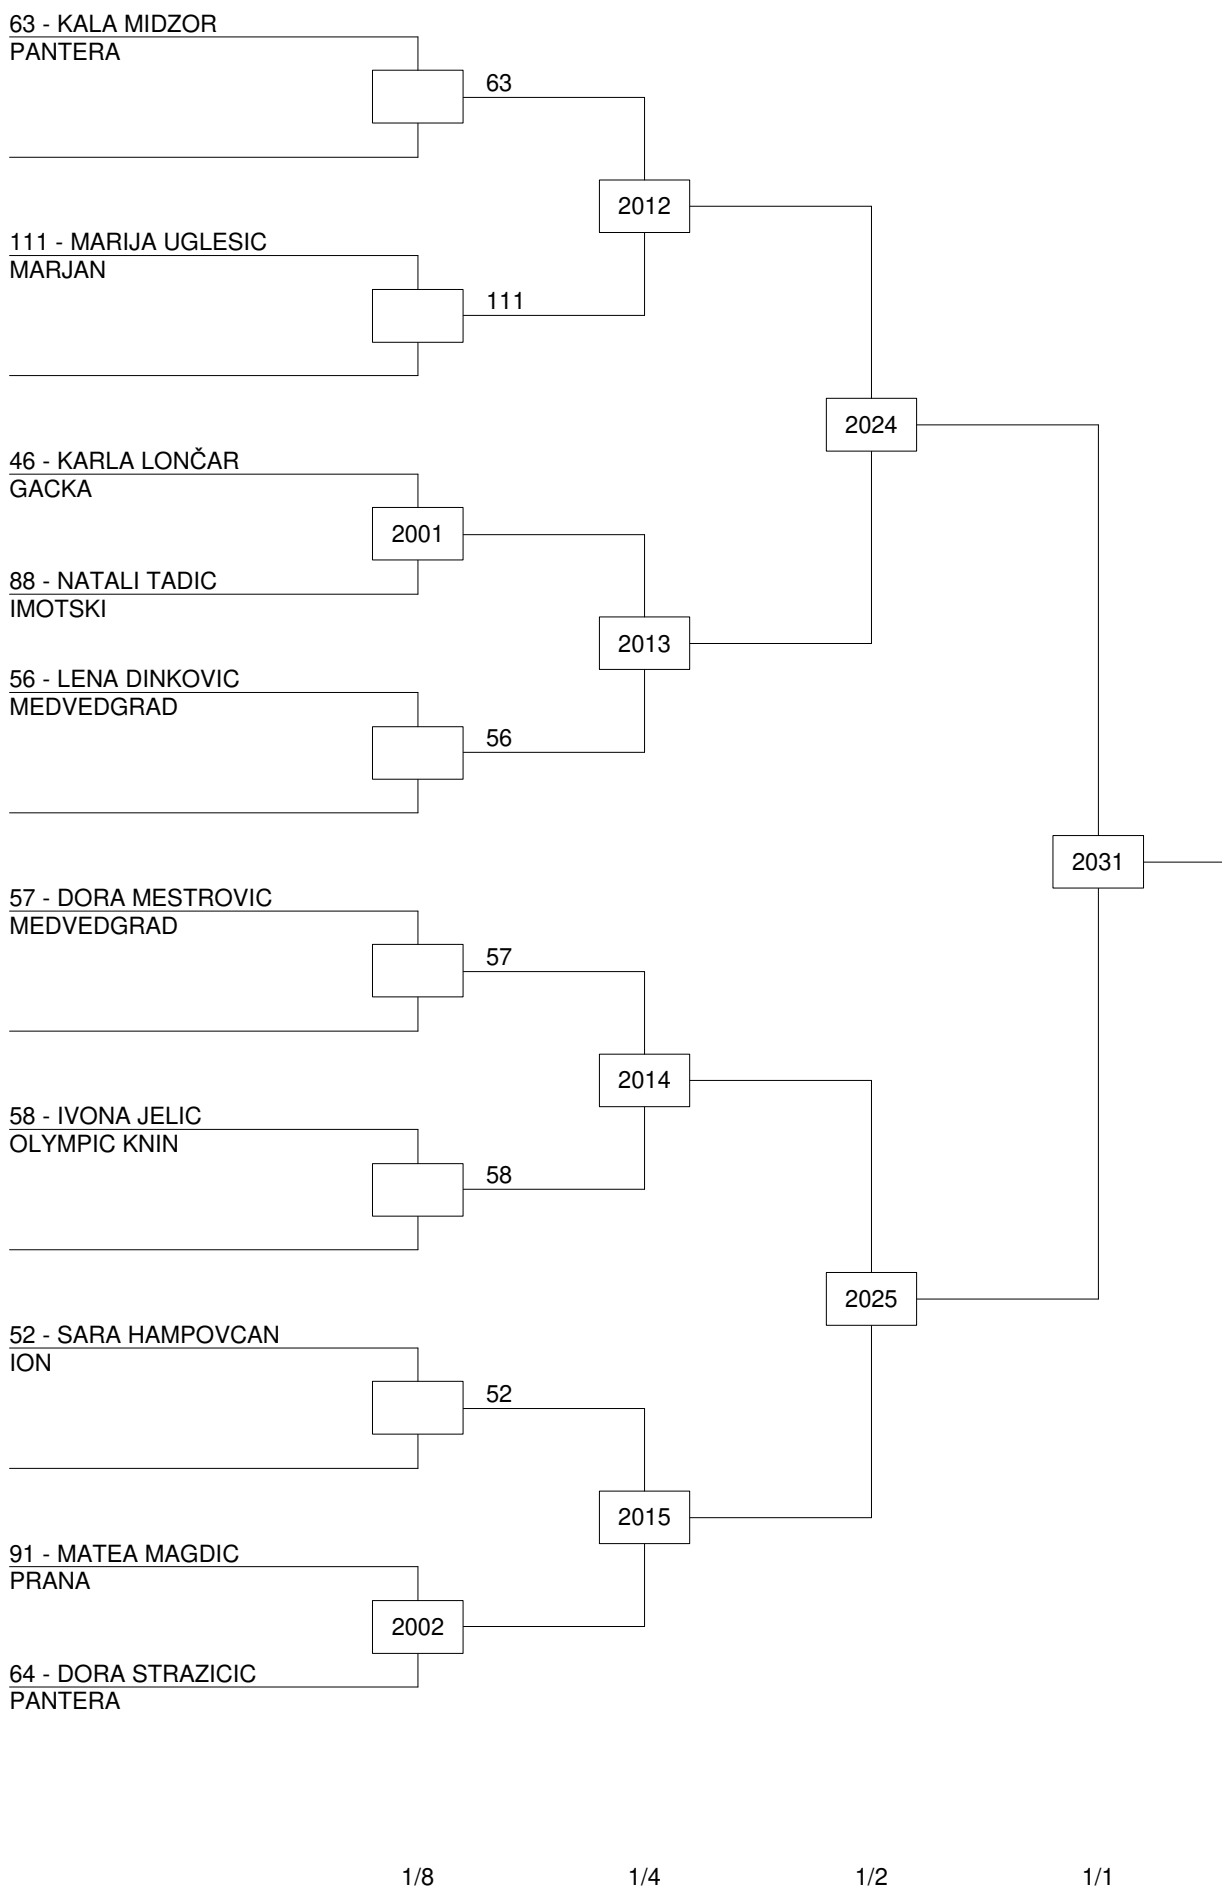 63 - KALA MIDZOR
PANTERA
63
2012
111 - MARIJA UGLESIC
MARJAN
111
2024
46 - KARLA LONČAR
GACKA
2001
88 - NATALI TADIC
IMOTSKI
2013
56 - LENA DINKOVIC
MEDVEDGRAD
56
2031
57 - DORA MESTROVIC
MEDVEDGRAD
57
2014
58 - IVONA JELIC
OLYMPIC KNIN
58
2025
52 - SARA HAMPOVCAN
ION
52
2015
91 - MATEA MAGDIC
PRANA
2002
64 - DORA STRAZICIC
PANTERA
1/8 1/4 1/2 1/1